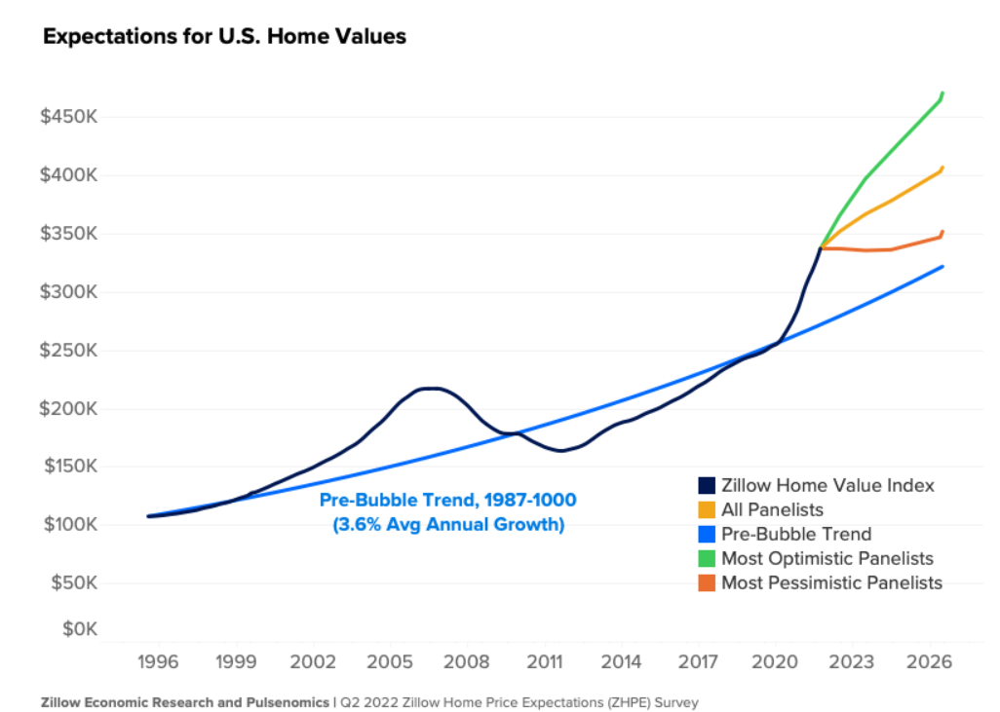 Expectations for U.S. Home Values
$450K
$400K
$350K
$300K
$250K
$200K
$150K
$100K
$50K
$0K
Pre-Bubble Trend, 1987-1000
(3.6% Avg Annual Growth)
Zillow Home Value Index
All Panelists
Pre-Bubble Trend
Most Optimistic Panelists
Most Pessimistic Panelists
1996 1999 2002 2005 2008 2011 2014 2017 2020 2023 2026
Zillow Economic Research and Pulsenomics | Q2 2022 Zillow Home Price Expectations (ZHPE) Survey